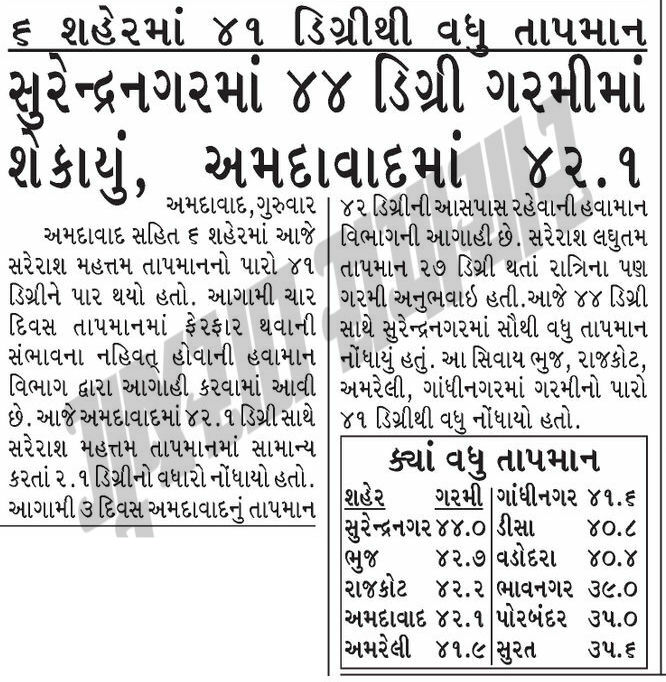 ૬ શહેરમાં ૪૧ ડિગ્રીથી વધુ તાપમાન
સુરેન્દ્રનગરમાં ૪૪ ડિગ્રી ગરમીમાં
શેકાયું, અમદાવાદમાં ૪૨.૧
અમદાવાદ,ગુરુવાર
અમદાવાદ સહિત ૬ શહેરમાં આજે
સરેરાશ મહત્તમ તાપમાનનો પારો ૪૧
ડિગ્રીને પાર થયો હતો. આગામી ચાર
દિવસ તાપમાનમાં ફેરફાર થવાની
સંભાવના નહિવત્ હોવાની હવામાન
વિભાગ દ્વારા આગાહી કરવામાં આવી
છે. આજે અમદાવાદમાં ૪૨.૧ ડિગ્રી સાથે
સરેરાશ મહત્તમ તાપમાનમાં સામાન્ય
કરતાં ૨.૧ ડિગ્રીનો વધારો નોંધાયો હતો.
આગામી ૩ દિવસ અમદાવાદનું તાપમાન
૪૨ ડિગ્રીની આસપાસ રહેવાની હવામાન
વિભાગની આગાહી છે. સરેરાશ લઘુતમ
તાપમાન ૨૭ ડિગ્રી થતાં રાત્રિના પણ
ગરમી અનુભવાઇ હતી. આજે ૪૪ ડિગ્રી
સાથે સુરેન્દ્રનગરમાં સૌથી વધુ તાપમાન
નોંધાયું હતું. આ સિવાય ભુજ, રાજકોટ,
અમરેલી, ગાંધીનગરમાં ગરમીનો પારો
૪૧ ડિગ્રીથી વધુ નોંધાયો હતો.
ક્યાં વધુ તાપમાન
શહેર ગરમી ગાંધીનગર ૪૧.૬
સુરેન્દ્રનગર ૪૪.૦ ડીસા ૪૦.૮
ભુજ ૪૨.૭ વડોદરા ૪૦.૪
રાજકોટ ૪૨.૨ ભાવનગર ૩૯.૦
અમદાવાદ ૪૨.૧ પોરબંદર ૩૫.૦
અમરેલી ૪૧.૯ સુરત ૩૫.૬